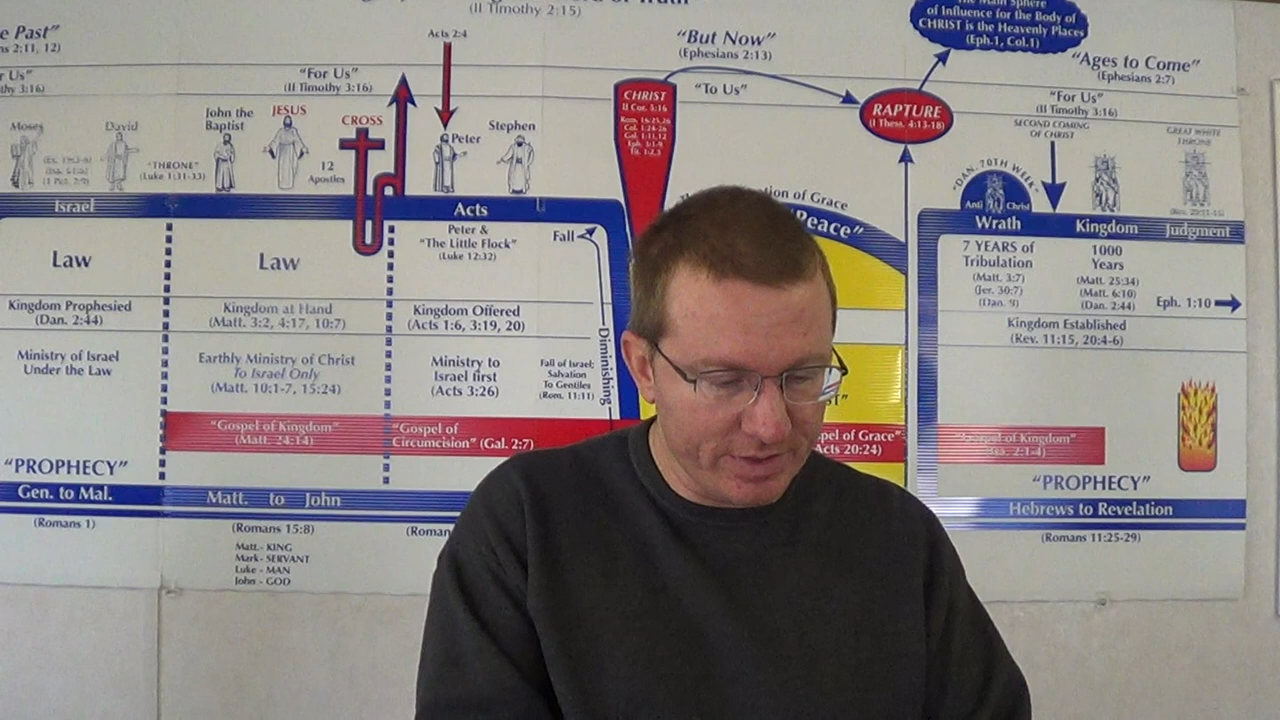 (II Timothy 2:15)
The Main Sphere
of Influence for the Body of
CHRIST is the Heavenly Places
(Eph.1, Col.1)
e Past”
ns 2:11, 12)
Acts 2:4
“But Now”
(Ephesians 2:13)
“Ages to Come”
(Ephesians 2:7)
r Us”
thy 3:16)
“For Us”
(II Timothy 3:16)
“To Us”
“For Us”
(II Timothy 3:16)
CHRIST
RAPTURE
(I Thess. 4:13-18)
SECOND COMING
OF CHRIST
GREAT WHITE
THRONE
Moses
David
John the
Baptist
JESUS
CROSS
Peter
Stephen
“THRONE”
(Luke 1:31-33)
12
Apostles
“DAN. 70TH WEEK”
Anti Christ
tion of Grace
“Peace”
Israel
Acts
Wrath
Kingdom
Judgment
Law
Law
Peter &
“The Little Flock”
(Luke 12:32)
Fall
7 YEARS of
Tribulation
(Matt. 3:7)
(Jer. 30:7)
(Dan. 9)
1000
Years
(Matt. 25:34)
(Matt. 6:10)
(Dan. 2:44)
Eph. 1:10
Kingdom Prophesied
(Dan. 2:44)
Kingdom at Hand
(Matt. 3:2, 4:17, 10:7)
Kingdom Offered
(Acts 1:6, 3:19, 20)
Kingdom Established
(Rev. 11:15, 20:4-6)
Diminishing
Ministry of Israel
Under the Law
Earthly Ministry of Christ
To Israel Only
(Matt. 10:1-7, 15:24)
Ministry to
Israel first
(Acts 3:26)
Fall of Israel;
Salvation
To Gentiles
(Rom. 11:11)
“Gospel of Kingdom”
(Matt. 24:14)
“Gospel of
Circumcision” (Gal. 2:7)
spel of Grace”
Acts 20:24)
Gospel of Kingdom”
“PROPHECY”
“PROPHECY”
Gen. to Mal.
Matt. to John
Hebrews to Revelation
(Romans 1)
(Romans 15:8)
(Roman
(Romans 11:25-29)
Matt.- KING
Mark- SERVANT
Luke - MAN
John - GOD